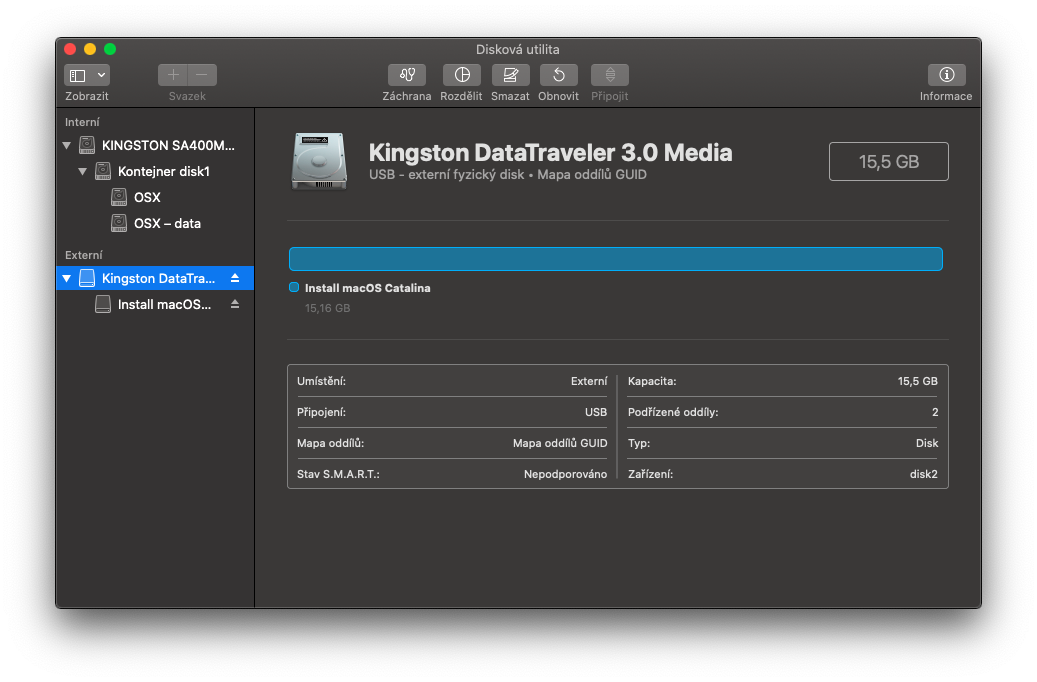 Disková utilita
Zobrazit
Svazek
Záchrana
Rozdělit
Smazat
Obnovit
Připojit
Informace
Interní
KINGSTON SA400M...
Kontejner disk1
OSX
OSX – data
Externí
Kingston DataTra...
Install macOS...
Kingston DataTraveler 3.0 Media
USB - externí fyzický disk • Mapa oddílů GUID
15,5 GB
Install macOS Catalina
15,16 GB
Umístění: Externí
Připojení: USB
Mapa oddílů: Mapa oddílů GUID
Stav S.M.A.R.T.: Nepodporováno
Kapacita: 15,5 GB
Podřízené oddíly: 2
Typ: Disk
Zařízení: disk2